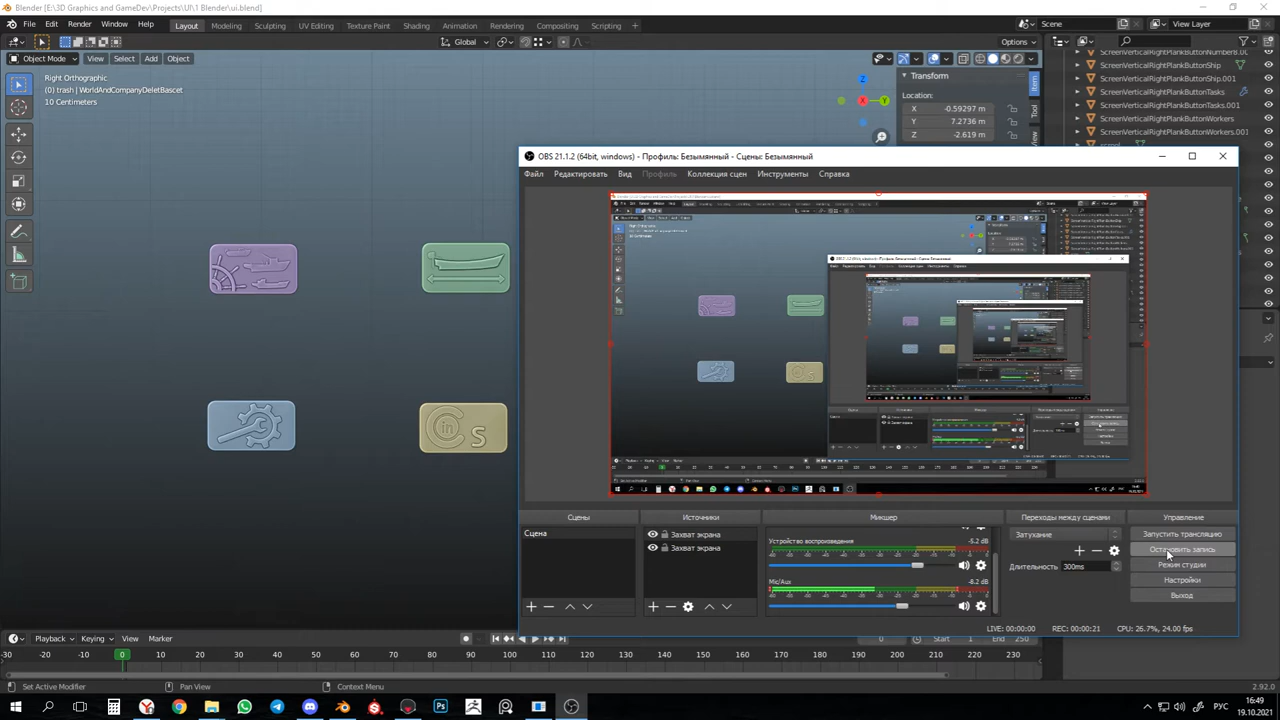 Blender [E:\3D Graphics and GameDev\Projects\UI\1 Blender\ui.blend]
File Edit Render Window Help Layout Modeling Sculpting UV Editing Texture Paint Shading Animation Rendering Compositing Scripting Scene View Layer
Global Options
Object Mode View Select Add Object
Right Orthographic
(0) trash | WorldAndCompanyDeletBascet
10 Centimeters
Transform
Location:
X -0.59297 m
Y 7.2736 m
Z -2.619 m
Item
Tool
View
ScreenVerticalRightPlankButtonShip
ScreenVerticalRightPlankButtonShip.001
ScreenVerticalRightPlankButtonTasks
ScreenVerticalRightPlankButtonTasks.001
ScreenVerticalRightPlankButtonWorkers
ScreenVerticalRightPlankButtonWorkers.001
OBS 21.1.2 (64bit, windows) - Профиль: Безымянный - Сцены: Безымянный
Файл Редактировать Вид Профиль Коллекция сцен Инструменты Справка
in S
Сцены Источники Микшер Переходы между сценами Управление
Сцена
Захват экрана
Захват экрана
Устройство воспроизведения -5.2 dB
Mic/Aux -8.2 dB
Затухание
Длительность 300ms
Запустить трансляцию
Остановить запись
Режим студии
Настройки
Выход
LIVE: 00:00:00 REC: 00:00:21 CPU: 26.7%, 24.00 fps
Playback Keying View Marker 0 Start 1 End 250
-30 -20 -10 0 10 20 30 40 50 60 70 80 90 100 110 120 130 140 150 160 170 180 190 200 210 220 230
Set Active Modifier Pan View Context Menu 2.92.0
РУС
16:49
19.10.2021